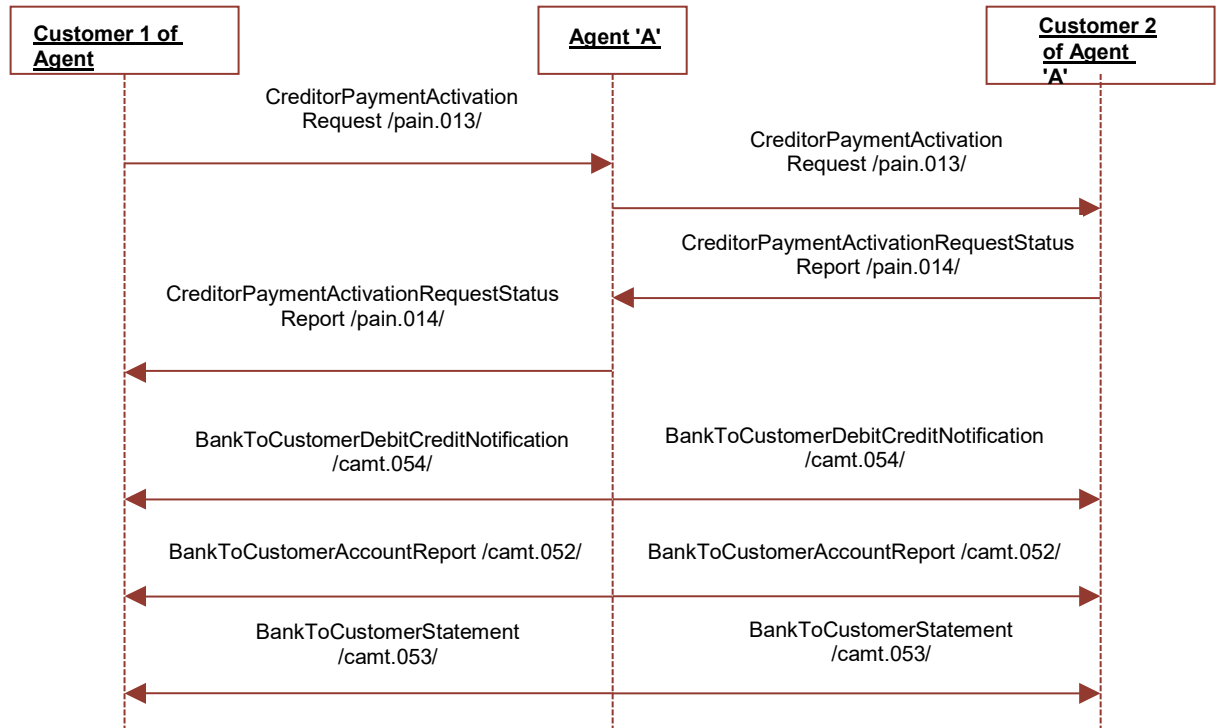 Customer 1 of
Agent
Agent 'A'
Customer 2
of Agent
'A'
CreditorPaymentActivation
Request /pain.013/
CreditorPaymentActivation
Request /pain.013/
CreditorPaymentActivationRequestStatus
Report /pain.014/
CreditorPaymentActivationRequestStatus
Report /pain.014/
BankToCustomerDebitCreditNotification
/camt.054/
BankToCustomerDebitCreditNotification
/camt.054/
BankToCustomerAccountReport /camt.052/
BankToCustomerAccountReport /camt.052/
BankToCustomerStatement
/camt.053/
BankToCustomerStatement
/camt.053/